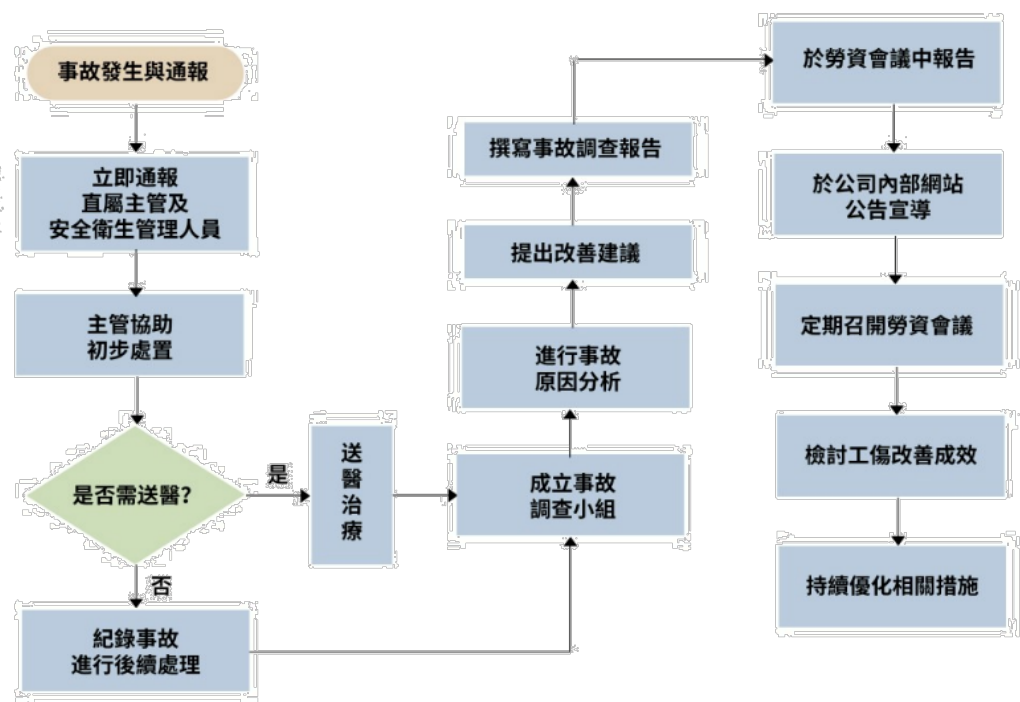 事故發生與通報
立即通報
直屬主管及
安全衛生管理人員
主管協助
初步處置
是否需送醫?
是
否
送
醫
治
療
紀錄事故
進行後續處理
成立事故
調查小組
進行事故
原因分析
提出改善建議
撰寫事故調查報告
於勞資會議中報告
於公司內部網站
公告宣導
定期召開勞資會議
檢討工傷改善成效
持續優化相關措施